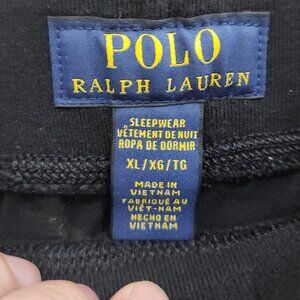 POLO
RALPH LAUREN
SLEEPWEAR
VÊTEMENT DE NUIT
ROPA DE DORMIR
XL/XG/TG
MADE IN
VIETNAM
FABRIQUÉ AU
VIÊT-NAM
HECHO EN
VIETNAM